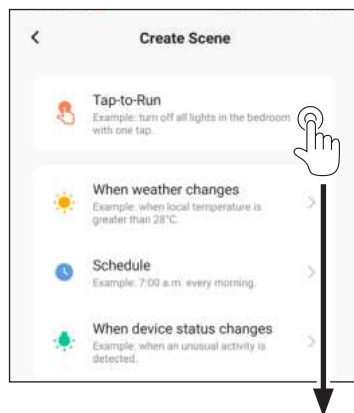 Create Scene
Tap-to-Run
Example: turn off all lights in the bedroom
with one tap.
When weather changes
Example: when local temperature is
greater than 28°C.
Schedule
Example: 7:00 a.m. every morning.
When device status changes
Example: when an unusual activity is
detected.